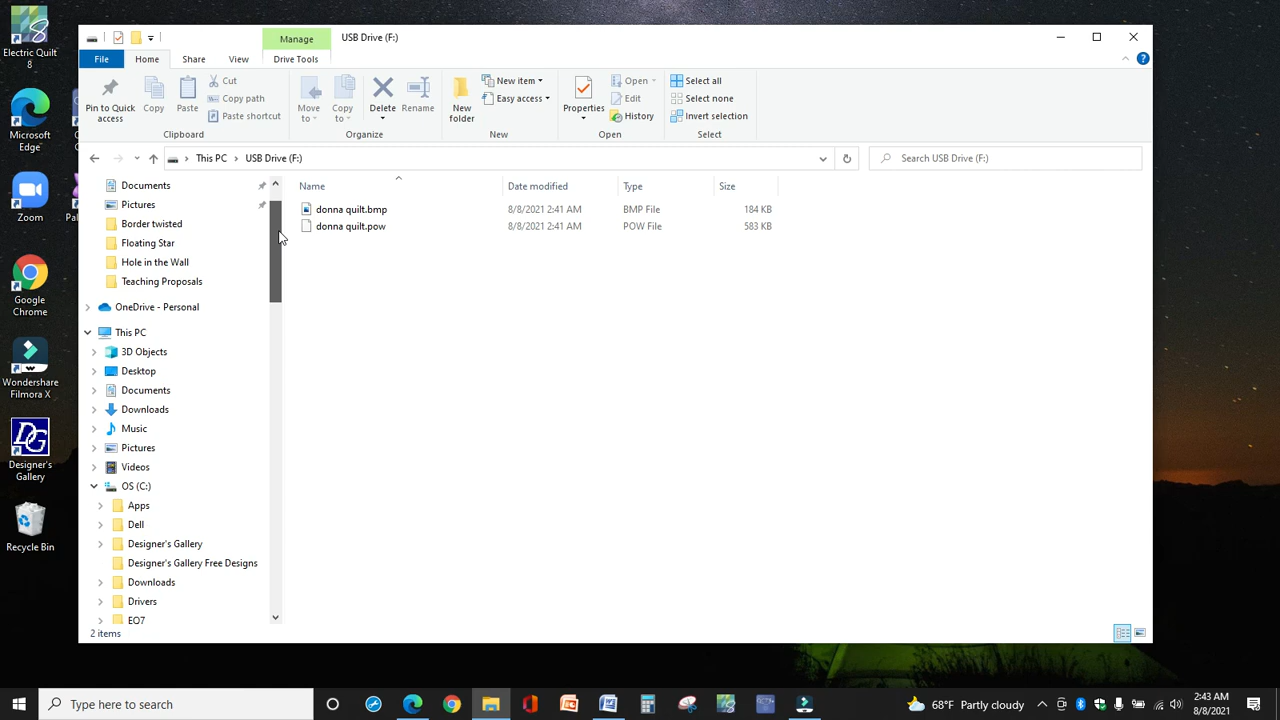 Electric Quilt
8
Microsoft
Edge
Zoom
Google
Chrome
Wondershare
Filmora X
Designer's
Gallery
Recycle Bin
Manage
USB Drive (F:)
File
Home
Share
View
Drive Tools
Pin to Quick
access
Copy
Paste
Cut
Copy path
Paste shortcut
Clipboard
Move
to
Copy
to
Delete
Rename
Organize
New
folder
New item
Easy access
New
Properties
Open
Edit
History
Open
Select all
Select none
Invert selection
Select
This PC > USB Drive (F:)
Search USB Drive (F:)
Documents
Pictures
Border twisted
Floating Star
Hole in the Wall
Teaching Proposals
OneDrive - Personal
This PC
3D Objects
Desktop
Documents
Downloads
Music
Pictures
Videos
OS (C:)
Apps
Dell
Designer's Gallery
Designer's Gallery Free Designs
Downloads
Drivers
EQ7
Name Date modified Type Size
donna quilt.bmp 8/8/2021 2:41 AM BMP File 184 KB
donna quilt.pow 8/8/2021 2:41 AM POW File 583 KB
2 items
Type here to search
68°F Partly cloudy
2:43 AM
8/8/2021